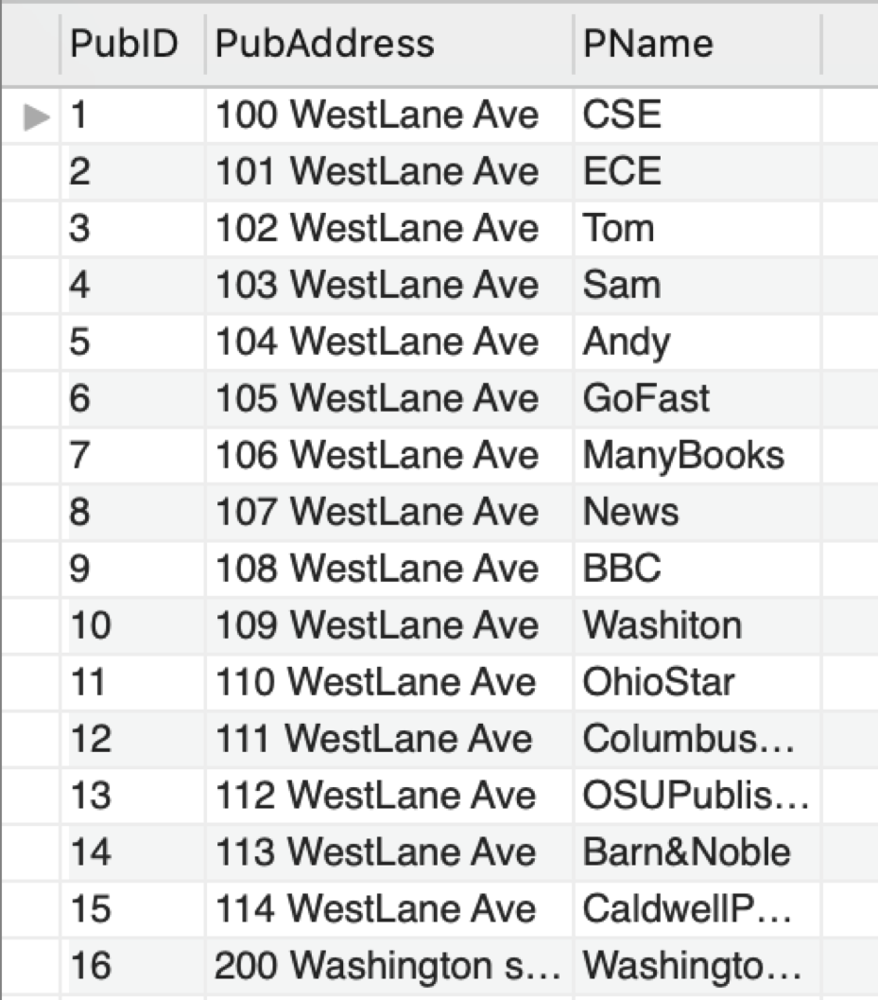 PubID PubAddress PName
1 100 WestLane Ave CSE
2 101 WestLane Ave ECE
3 102 WestLane Ave Tom
4 103 WestLane Ave Sam
5 104 WestLane Ave Andy
6 105 WestLane Ave GoFast
7 106 WestLane Ave ManyBooks
8 107 WestLane Ave News
9 108 WestLane Ave BBC
10 109 WestLane Ave Washiton
11 110 WestLane Ave OhioStar
12 111 WestLane Ave Columbus...
13 112 WestLane Ave OSUPublis...
14 113 WestLane Ave Barn&Noble
15 114 WestLane Ave CaldwellP...
16 200 Washington s... Washingto...